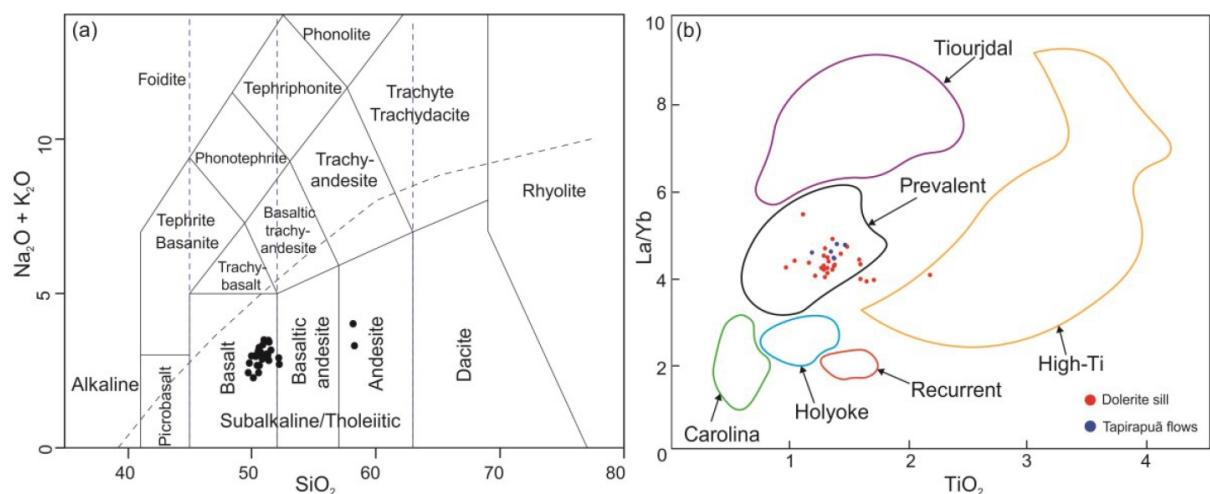 (a)
Phonolite
Foidite
Tephriphonite
Trachyte
Trachydacite
10
Phonotephrite
Trachy-
andesite
Rhyolite
Tephrite
Basanite
Basaltic
trachy-
andesite
Trachy-
basalt
Na₂O + K₂O
5
Alkaline
Picrobasalt
Basalt
Basaltic
andesite
Andesite
Dacite
Subalkaline/Tholeiitic
0
40
50
60
70
80
SiO₂
(b)
10
Tiourjdal
8
Prevalent
6
La/Yb
4
High-Ti
2
Recurrent
Holyoke
Carolina
Dolerite sill
Tapirapuã flows
0
1
2
3
4
TiO₂